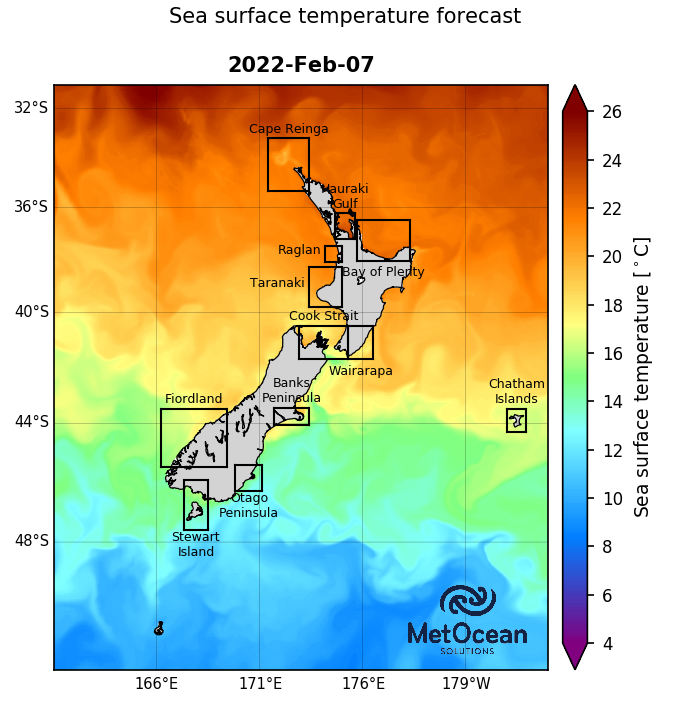 Sea surface temperature forecast
2022-Feb-07
32°S
36°S
40°S
44°S
48°S
166°E
171°E
176°E
179°W
Cape Reinga
Hauraki
Gulf
Raglan
Bay of Plenty
Taranaki
Cook Strait
Wairarapa
Banks
Peninsula
Fiordland
Chatham
Islands
Otago
Peninsula
Stewart
Island
MetOcean
SOLUTIONS
26
24
22
20
18
16
14
12
10
8
6
4
Sea surface temperature [°C]